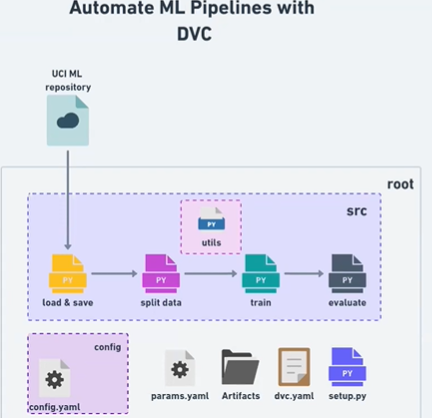 Automate ML Pipelines with
DVC
UCI ML
repository
root
src
PY
utils
PY
PY
PY
PY
load & save
split data
train
evaluate
config
config.yaml
PY
params.yaml
Artifacts
dvc.yaml
setup.py